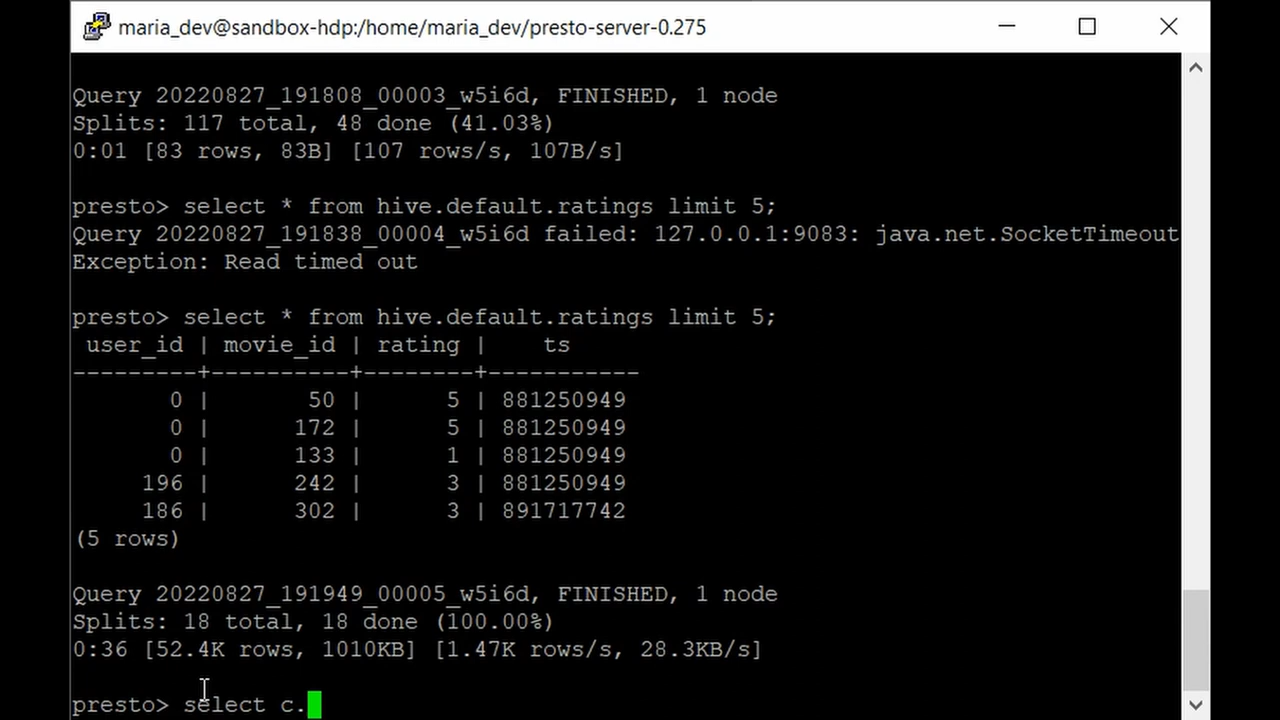 maria_dev@sandbox-hdp:/home/maria_dev/presto-server-0.275
Query 20220827_191808_00003_w5i6d, FINISHED, 1 node
Splits: 117 total, 48 done (41.03%)
0:01 [83 rows, 83B] [107 rows/s, 107B/s]
presto> select * from hive.default.ratings limit 5;
Query 20220827_191838_00004_w5i6d failed: 127.0.0.1:9083: java.net.SocketTimeout
Exception: Read timed out
presto> select * from hive.default.ratings limit 5;
user_id | movie_id | rating | ts
---------+----------+--------+-----------
0 | 50 | 5 | 881250949
0 | 172 | 5 | 881250949
0 | 133 | 1 | 881250949
196 | 242 | 3 | 881250949
186 | 302 | 3 | 891717742
(5 rows)
Query 20220827_191949_00005_w5i6d, FINISHED, 1 node
Splits: 18 total, 18 done (100.00%)
0:36 [52.4K rows, 1010KB] [1.47K rows/s, 28.3KB/s]
presto> select c.